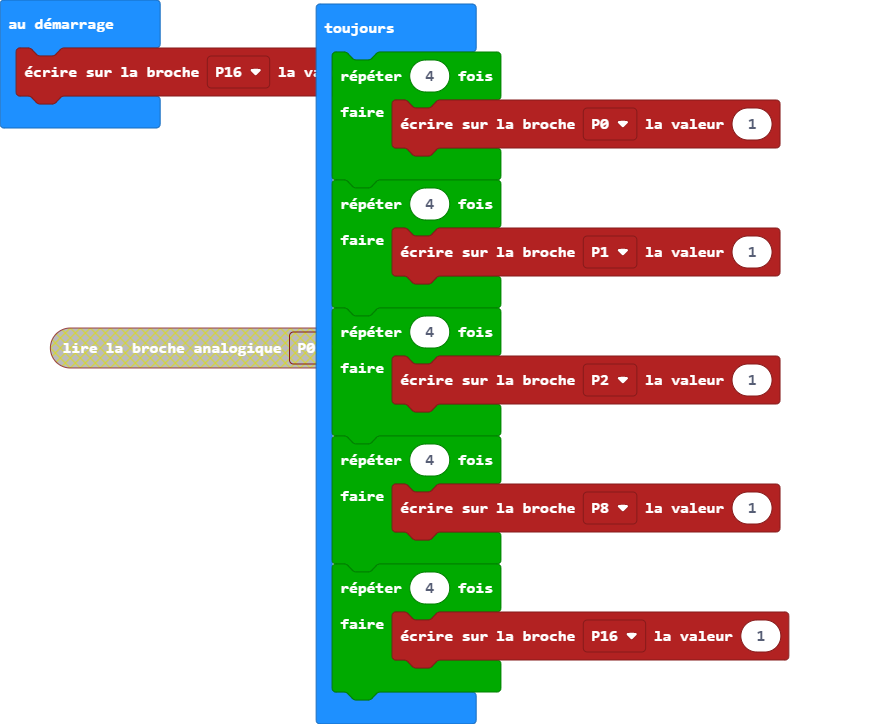 au démarrage
écrire sur la broche P16 la
toujours
répéter 4 fois
faire écrire sur la broche P0 la valeur 1
répéter 4 fois
faire écrire sur la broche P1 la valeur 1
lire la broche analogique P0
répéter 4 fois
faire écrire sur la broche P2 la valeur 1
répéter 4 fois
faire écrire sur la broche P8 la valeur 1
répéter 4 fois
faire écrire sur la broche P16 la valeur 1